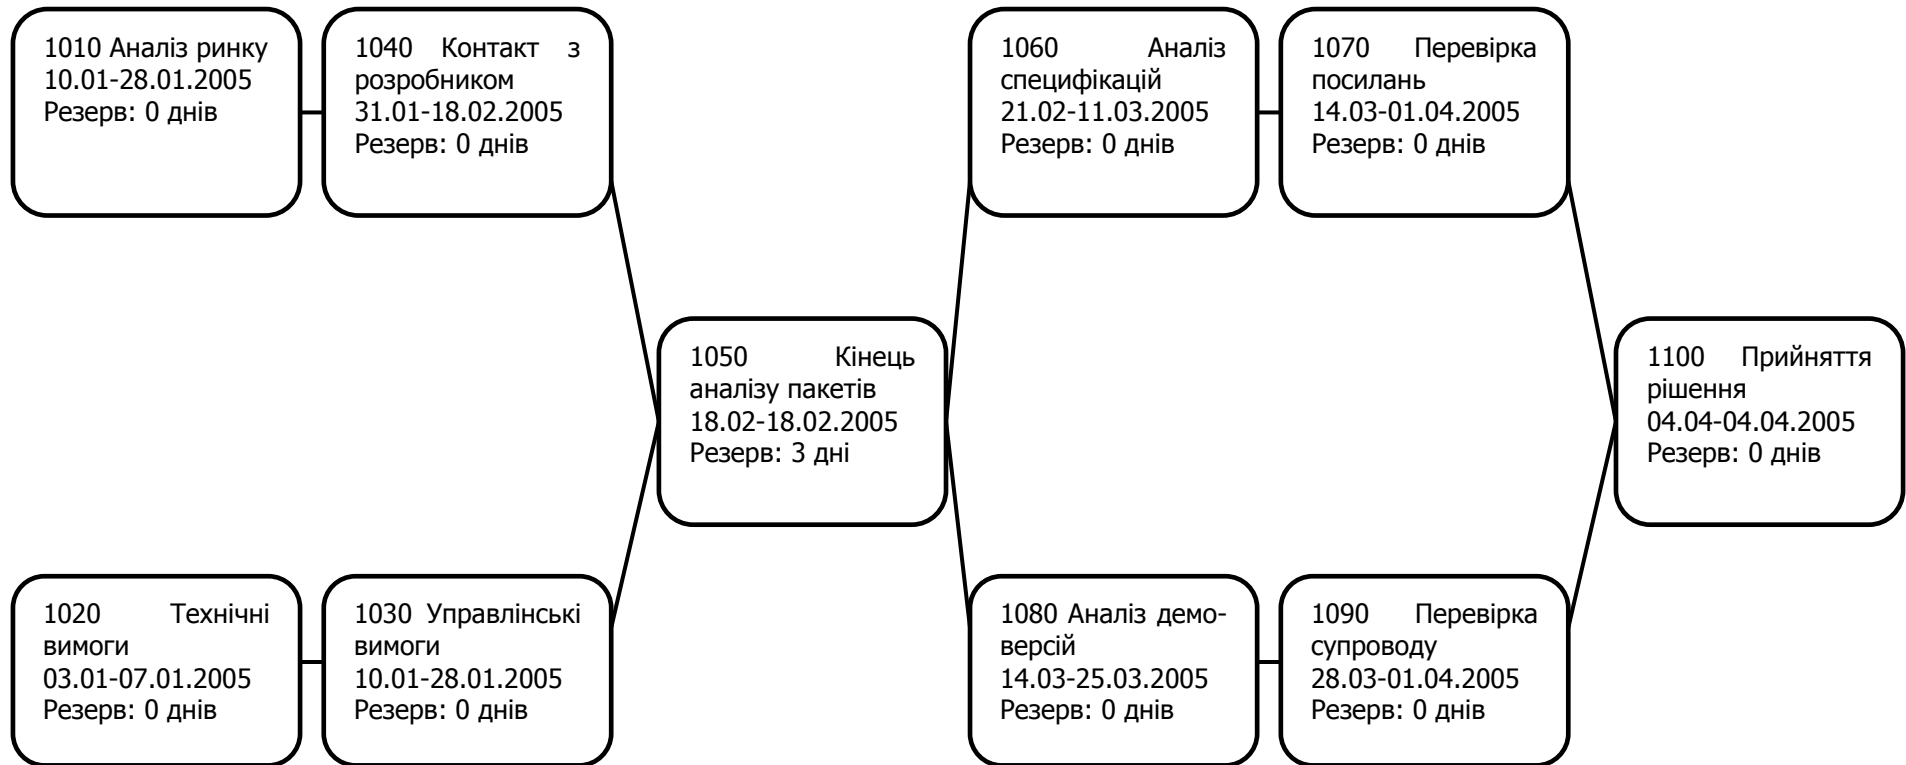 1010 Аналіз ринку
10.01-28.01.2005
Резерв: 0 днів
1040 Контакт з
розробником
31.01-18.02.2005
Резерв: 0 днів
1060 Аналіз
специфікацій
21.02-11.03.2005
Резерв: 0 днів
1070 Перевірка
посилань
14.03-01.04.2005
Резерв: 0 днів
1050 Кінець
аналізу пакетів
18.02-18.02.2005
Резерв: 3 дні
1100 Прийняття
рішення
04.04-04.04.2005
Резерв: 0 днів
1020 Технічні
вимоги
03.01-07.01.2005
Резерв: 0 днів
1030 Управлінські
вимоги
10.01-28.01.2005
Резерв: 0 днів
1080 Аналіз демо-
версій
14.03-25.03.2005
Резерв: 0 днів
1090 Перевірка
супроводу
28.03-01.04.2005
Резерв: 0 днів